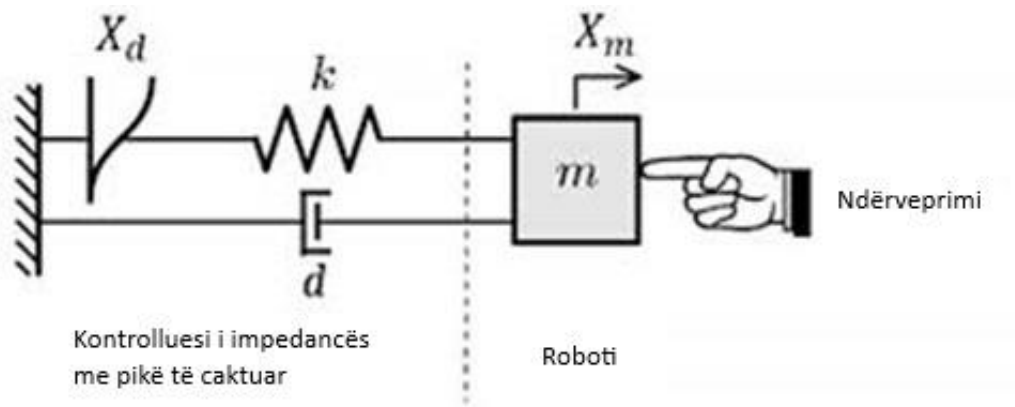 X_d
k
X_m
m
Ndërveprimi
d
Kontrolluesi i impedancës
me pikë të caktuar
Roboti